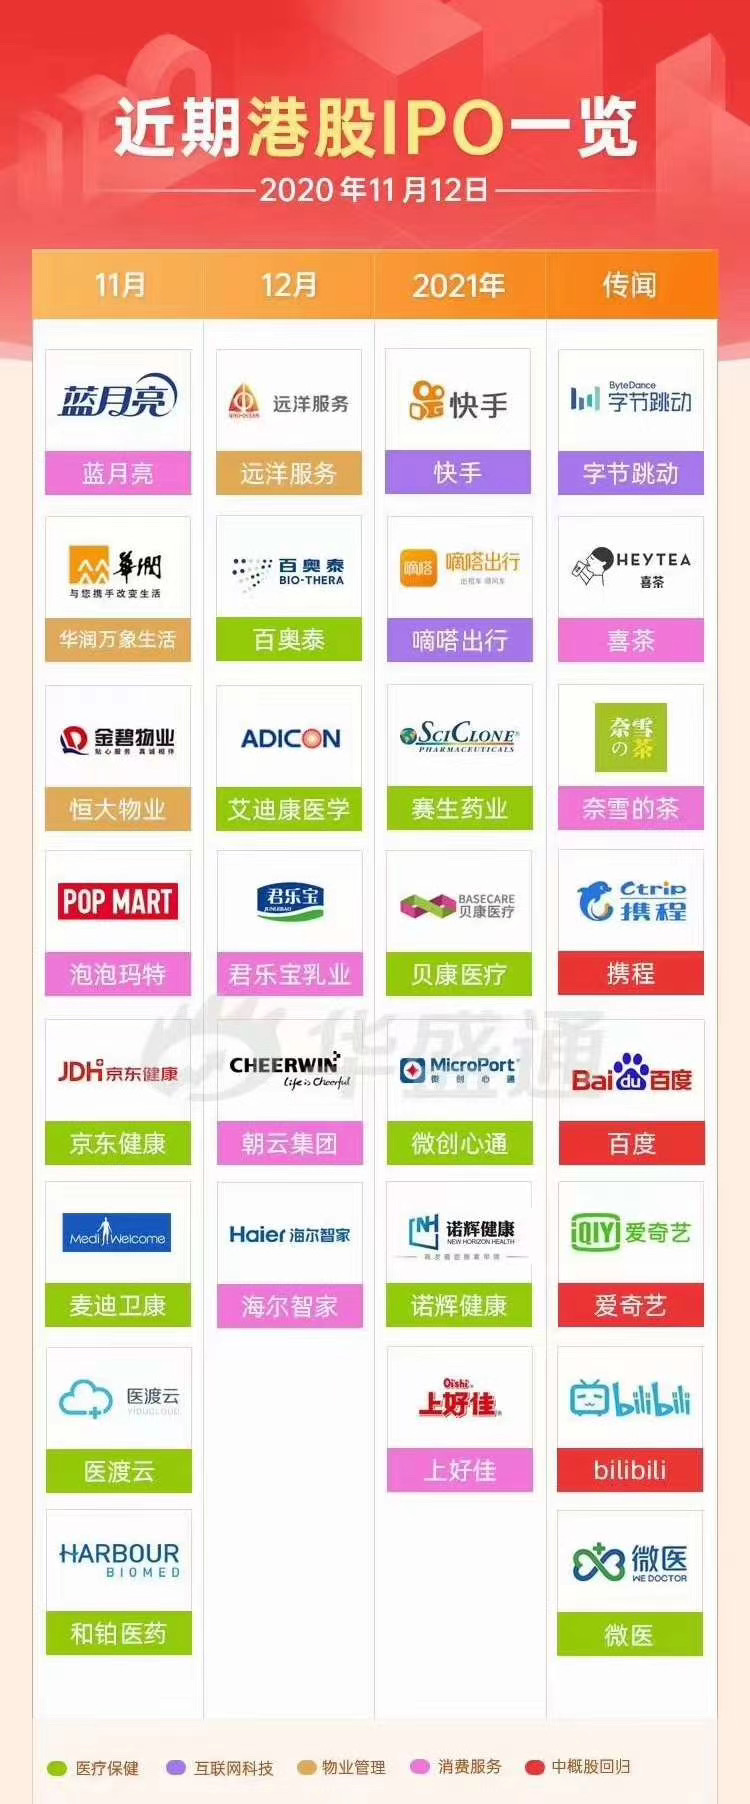 近期港股IPO一览
2020年11月12日
11月 12月 2021年 传闻
蓝月亮 远洋服务 快手 ByteDance 字节跳动
蓝月亮 远洋服务 快手 字节跳动
华润 百奥泰 嘀嗒 嘀嗒出行 HEYTEA
与您携手改变生活 BIO-THERA 出租车 顺风车 喜茶
华润万象生活 百奥泰 嘀嗒出行 喜茶
金碧物业 ADICON SCICLONE 奈雪の茶
贴心服务 真诚相伴 PHARMACEUTICALS
恒大物业 艾迪康医学 赛生药业 奈雪的茶
POP MART 君乐宝 BASECARE Ctrip
JUNLEBAO 贝康医疗 携程
泡泡玛特 君乐宝乳业 贝康医疗 携程
JDH 京东健康 CHEERWIN MicroPort Bai du 百度
Life is Cheerful 微创心通
华盛通
京东健康 朝云集团 微创心通 百度
MediWelcome Haier 海尔智家 NH 诺辉健康 iQIYI 爱奇艺
NEW HORIZON HEALTH
麦迪卫康 海尔智家 诺辉健康 爱奇艺
医渡云 Oishi bilibili
YIDUCLOUD 上好佳
医渡云 上好佳 bilibili
HARBOUR 微医
BIOMED WE DOCTOR
和铂医药 微医
医疗保健 互联网科技 物业管理 消费服务 中概股回归